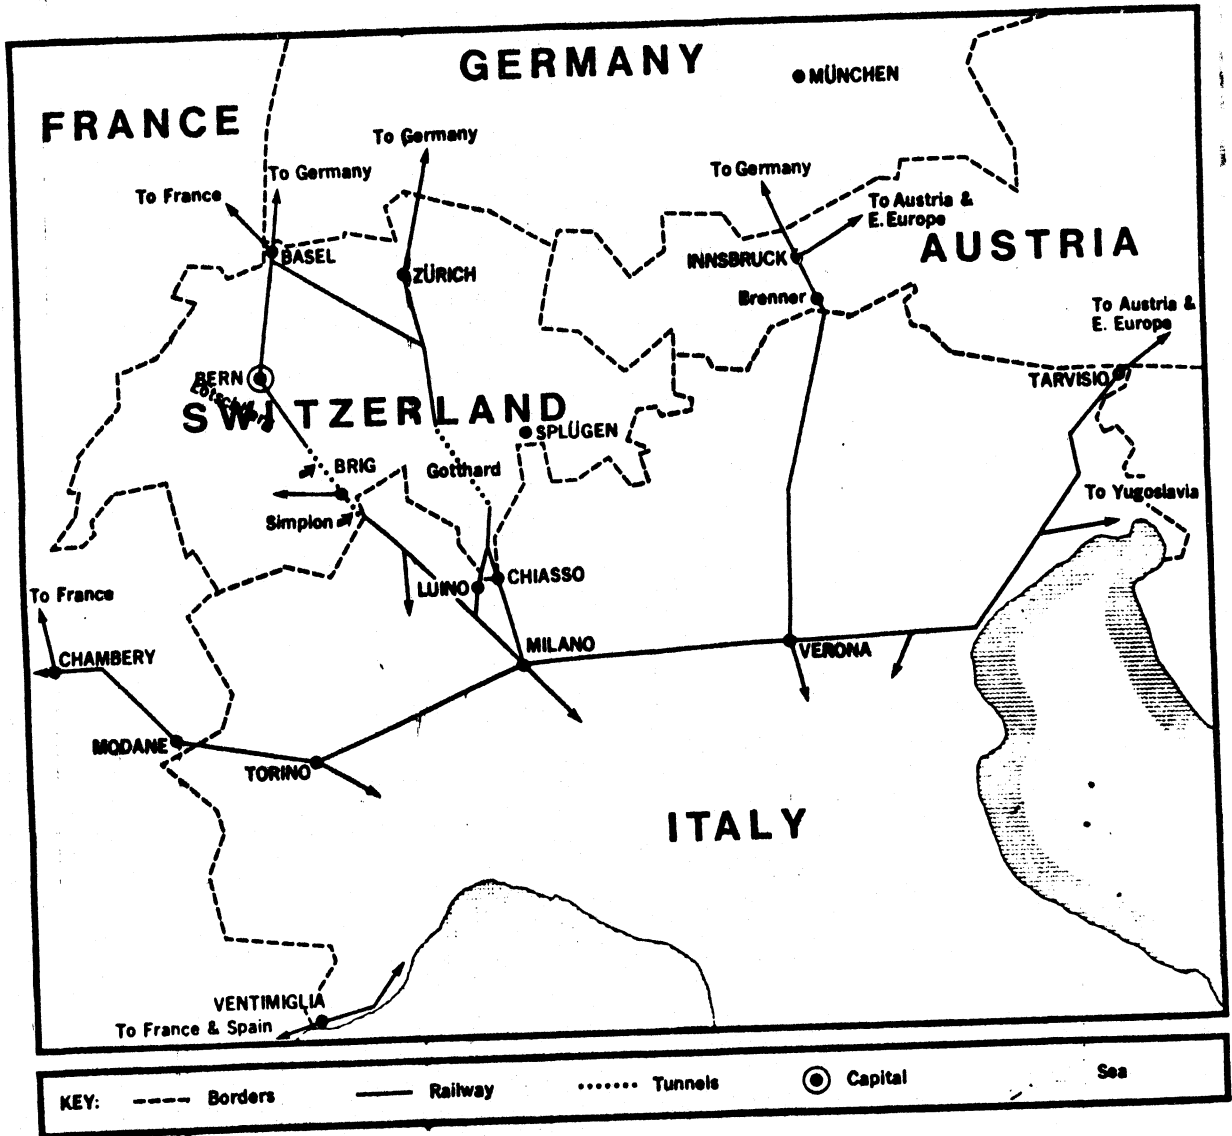 GERMANY
MÜNCHEN
FRANCE
To Germany
To Germany
To France
To Germany
To Austria &
E. Europe
AUSTRIA
BASEL
ZÜRICH
INNSBRUCK
Brenner
To Austria &
E. Europe
TARVISIO
BERN
Lötschberg
SWITZERLAND
SPLÜGEN
BRIG
Gotthard
To Yugoslavia
Simplon
CHIASSO
LUINO
To France
CHAMBERY
MILANO
VERONA
MODANE
TORINO
ITALY
VENTIMIGLIA
To France & Spain
KEY:
Borders
Railway
Tunnels
Capital
Sea